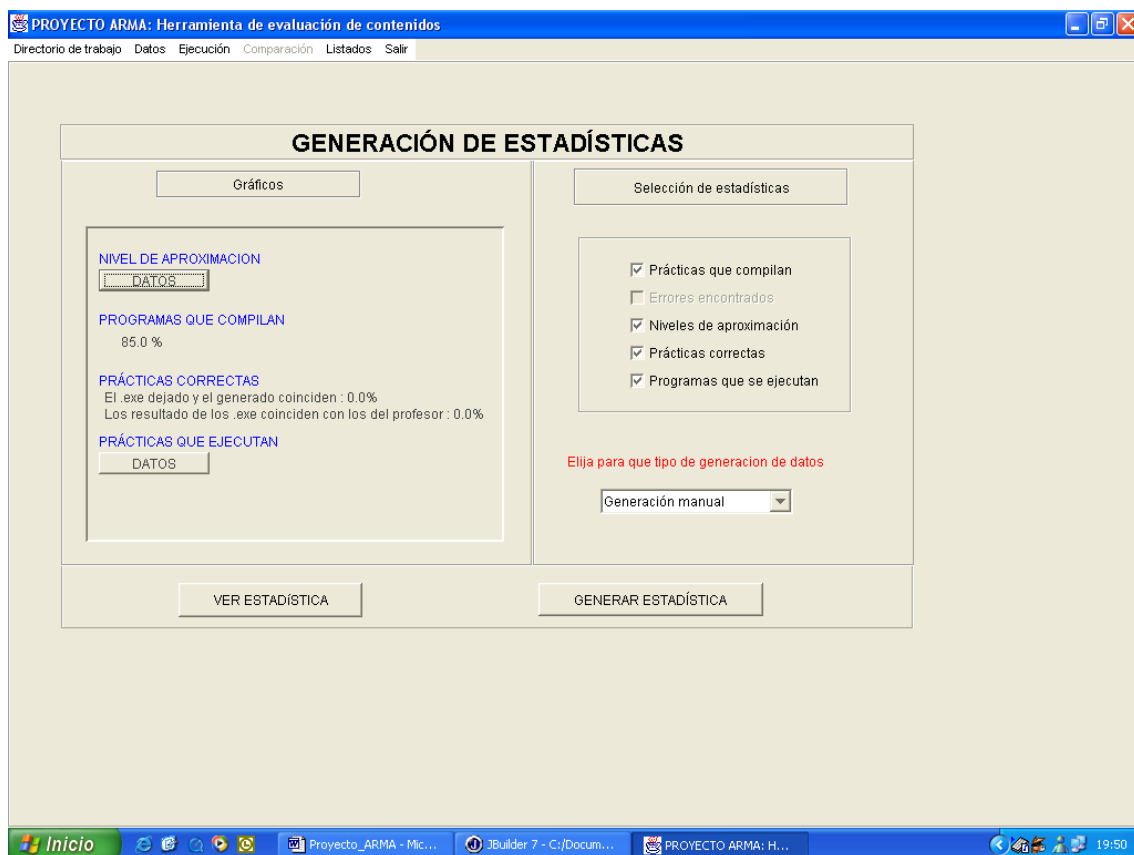 PROYECTO ARMA: Herramienta de evaluación de contenidos
Directorio de trabajo Datos Ejecución Comparación Listados Salir
GENERACIÓN DE ESTADÍSTICAS
Gráficos
NIVEL DE APROXIMACION
DATOS
PROGRAMAS QUE COMPILAN
85.0 %
PRÁCTICAS CORRECTAS
El .exe dejado y el generado coinciden : 0.0%
Los resultado de los .exe coinciden con los del profesor : 0.0%
PRÁCTICAS QUE EJECUTAN
DATOS
Selección de estadísticas
Prácticas que compilan
Errores encontrados
Niveles de aproximación
Prácticas correctas
Programas que se ejecutan
Elija para que tipo de generacion de datos
Generación manual
VER ESTADíSTICA
GENERAR ESTADÍSTICA
Inicio
Proyecto_ARMA - Mic...
JBuilder 7 - C:/Docum...
PROYECTO ARMA: H...
19:50